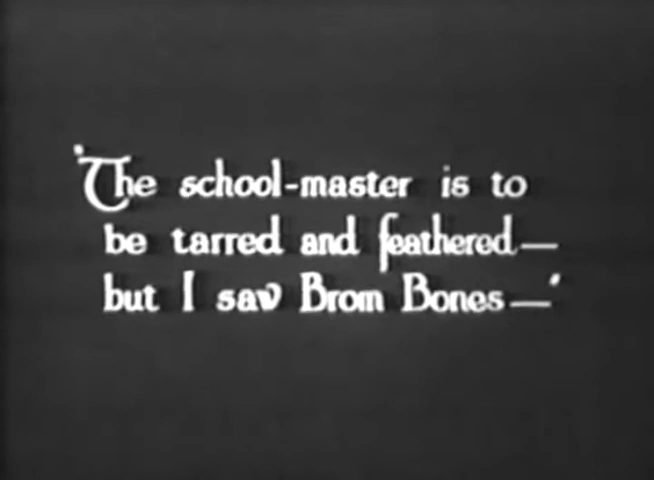 'The school-master is to
be tarred and feathered—
but I saw Brom Bones—'